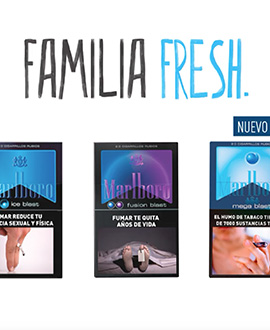 FAMILIA FRESH.
NUEVO
Marlboro
ice blast
MAR REDUCE TU
CIA SEXUAL Y FÍSICA
Marlboro
fusion blast
FUMAR TE QUITA
AÑOS DE VIDA
Marlboro
mega blast
EL HUMO DE TABACO TI
DE 7000 SUSTANCIAS T